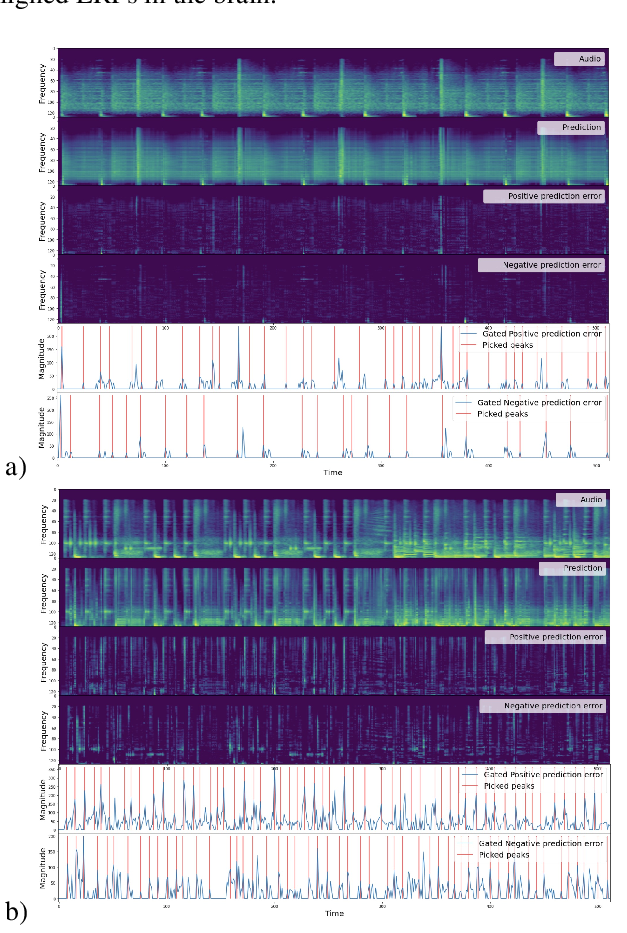 ligned ERPs in the brain.
Audio
Frequency
Prediction
Frequency
Positive prediction error
Frequency
Negative prediction error
Frequency
Gated Positive prediction error
Picked peaks
Magnitude
Gated Negative prediction error
Picked peaks
Magnitude
Time
a)
Audio
Frequency
Prediction
Frequency
Positive prediction error
Frequency
Negative prediction error
Frequency
Gated Positive prediction error
Picked peaks
Magnitude
Gated Negative prediction error
Picked peaks
Magnitude
Time
b)